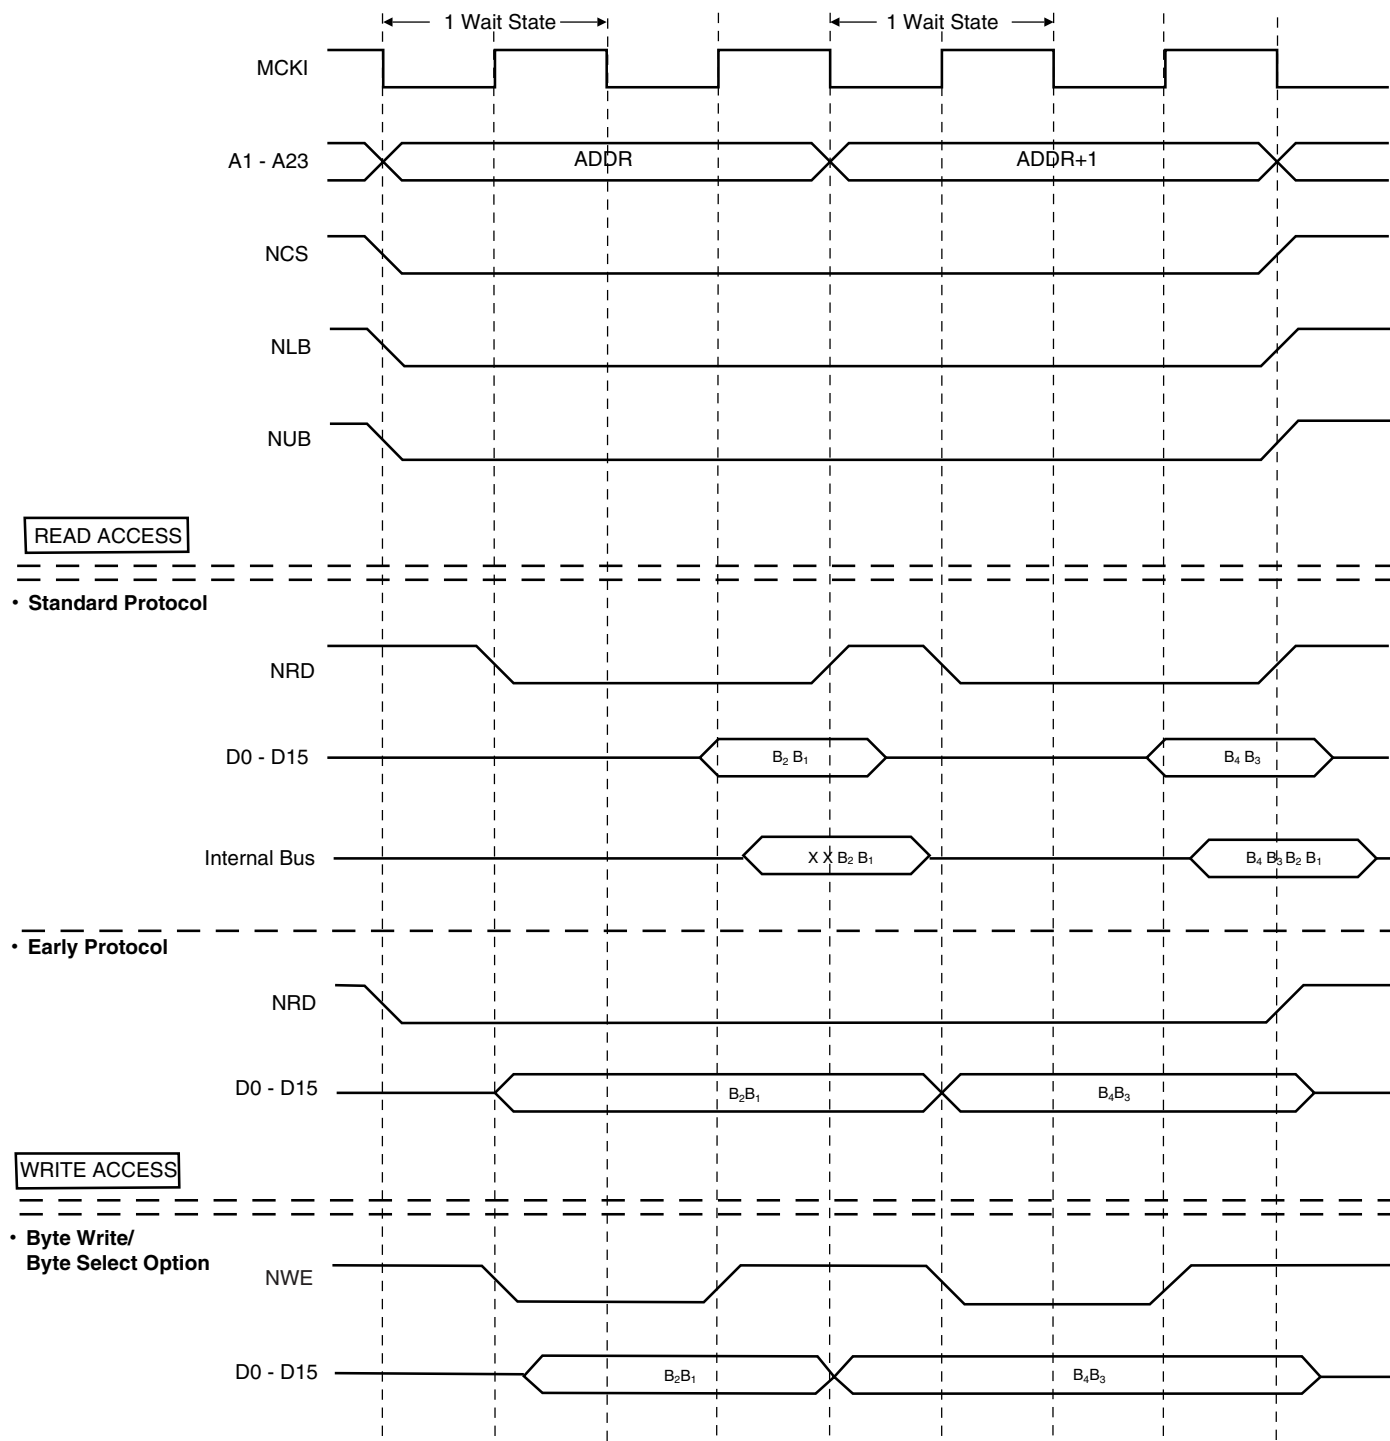 1 Wait State 1 Wait State
MCKI
A1 - A23 ADDR ADDR+1
NCS
NLB
NUB
READ ACCESS
· Standard Protocol
NRD
D0 - D15 B₂ B₁ B₄ B₃
Internal Bus X X B₂ B₁ B₄ B₃ B₂ B₁
· Early Protocol
NRD
D0 - D15 B₂B₁ B₄B₃
WRITE ACCESS
· Byte Write/
Byte Select Option
NWE
D0 - D15 B₂B₁ B₄B₃